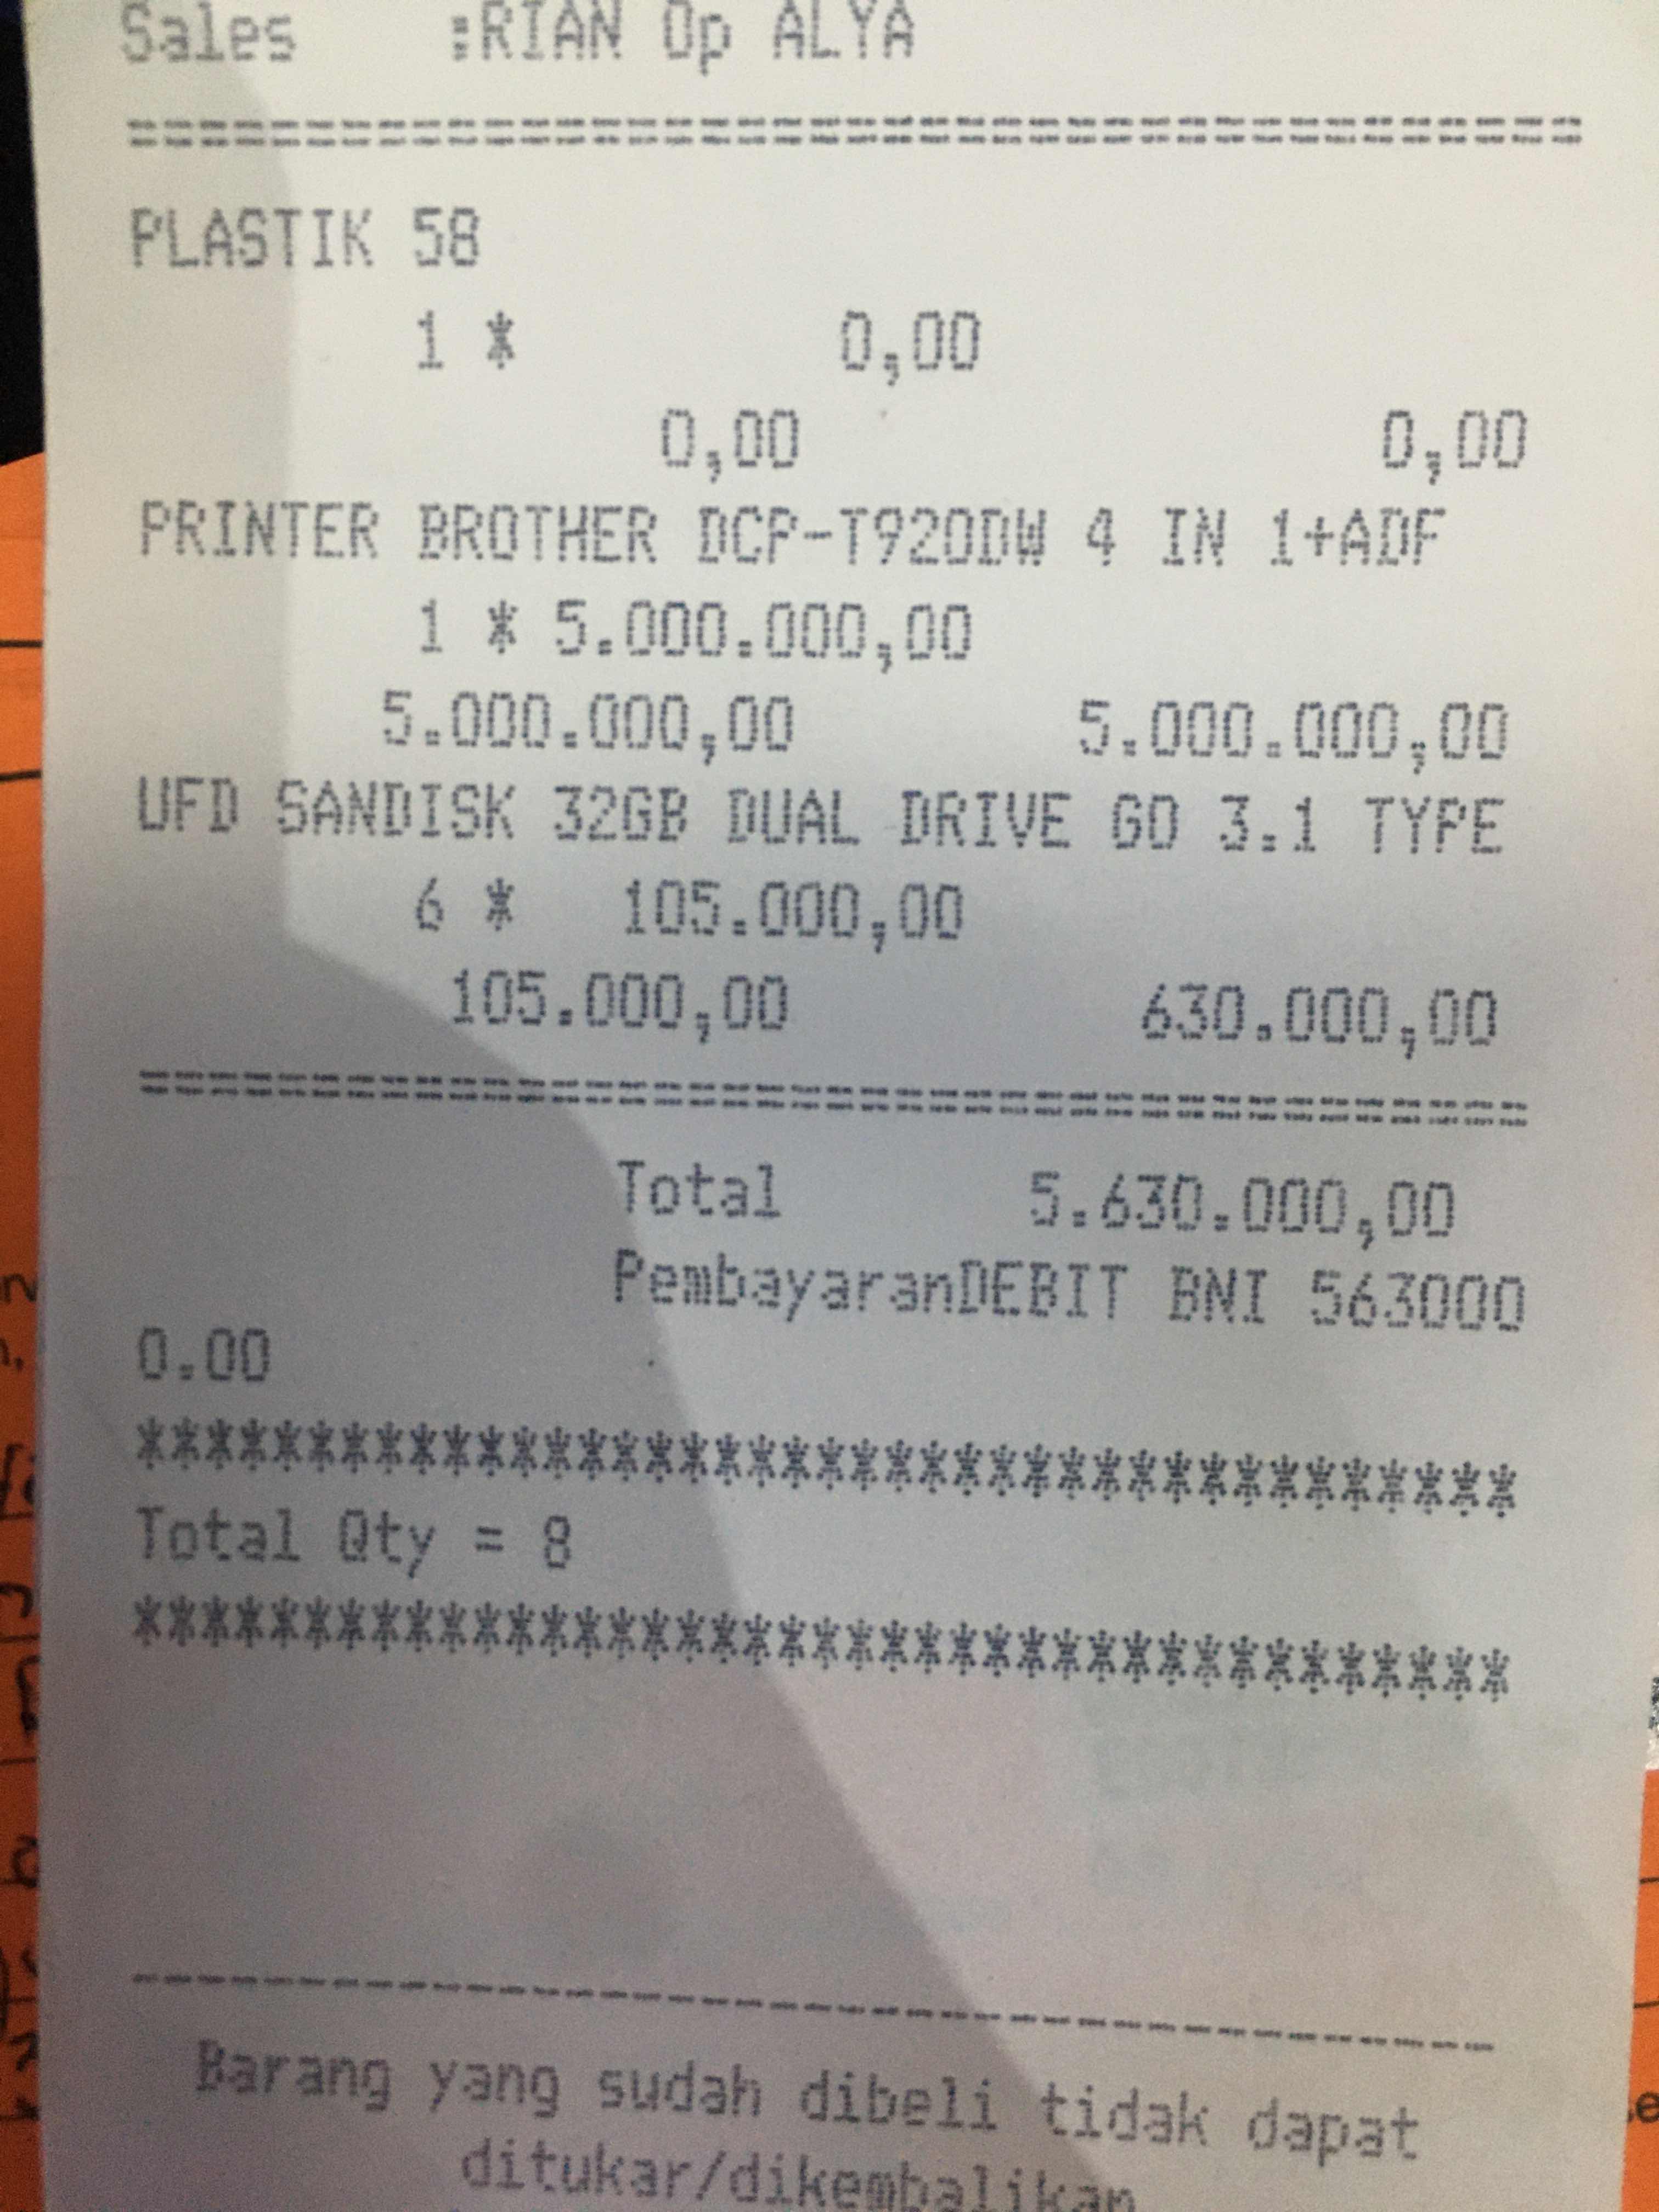 Sales :RIAN Op ALYA
========================================
PLASTIK 58
1 * 0,00
0,00 0,00
PRINTER BROTHER DCP-T920DW 4 IN 1+ADF
1 * 5.000.000,00
5.000.000,00 5.000.000,00
UFD SANDISK 32GB DUAL DRIVE GO 3.1 TYPE
6 * 105.000,00
105.000,00 630.000,00
========================================
Total 5.630.000,00
PembayaranDEBIT BNI 563000
0.00
****************************************
Total Qty = 8
****************************************
----------------------------------------
Barang yang sudah dibeli tidak dapat
ditukar/dikembalikan